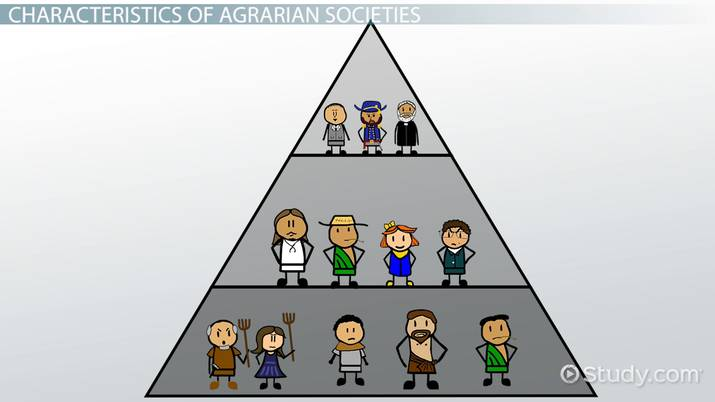 CHARACTERISTICS OF AGRARIAN SOCIETIES
Study.com